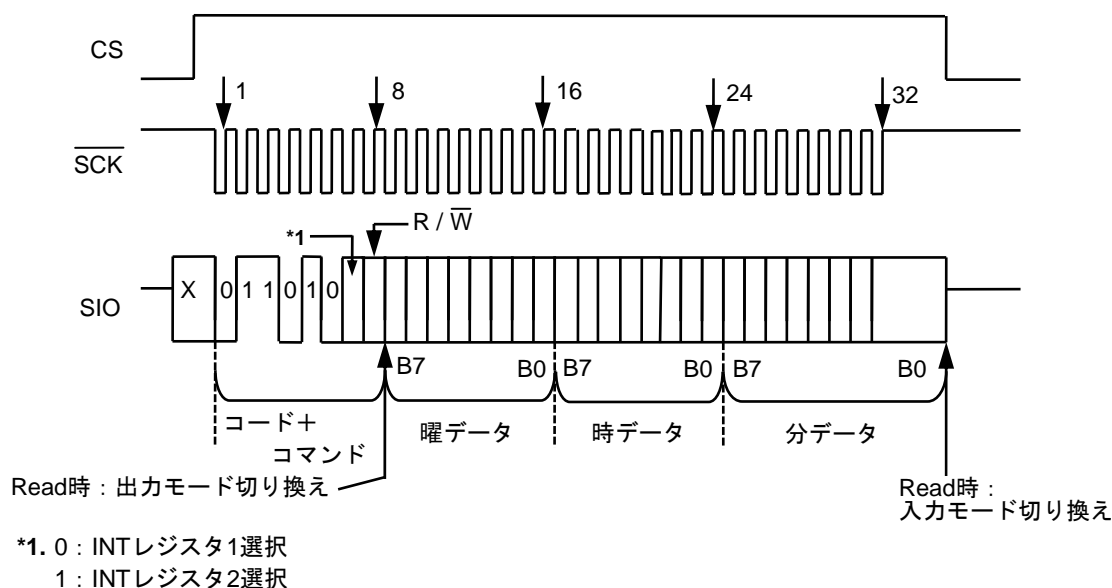 CS
1 8 16 24 32
SCK
*1 R / W
SIO X 0 1 1 0 1 0
B7 B0 B7 B0 B7 B0
コード＋
コマンド
曜データ 時データ 分データ
Read時：出力モード切り換え
Read時：
入力モード切り換え
*1. 0：INTレジスタ1選択
1：INTレジスタ2選択